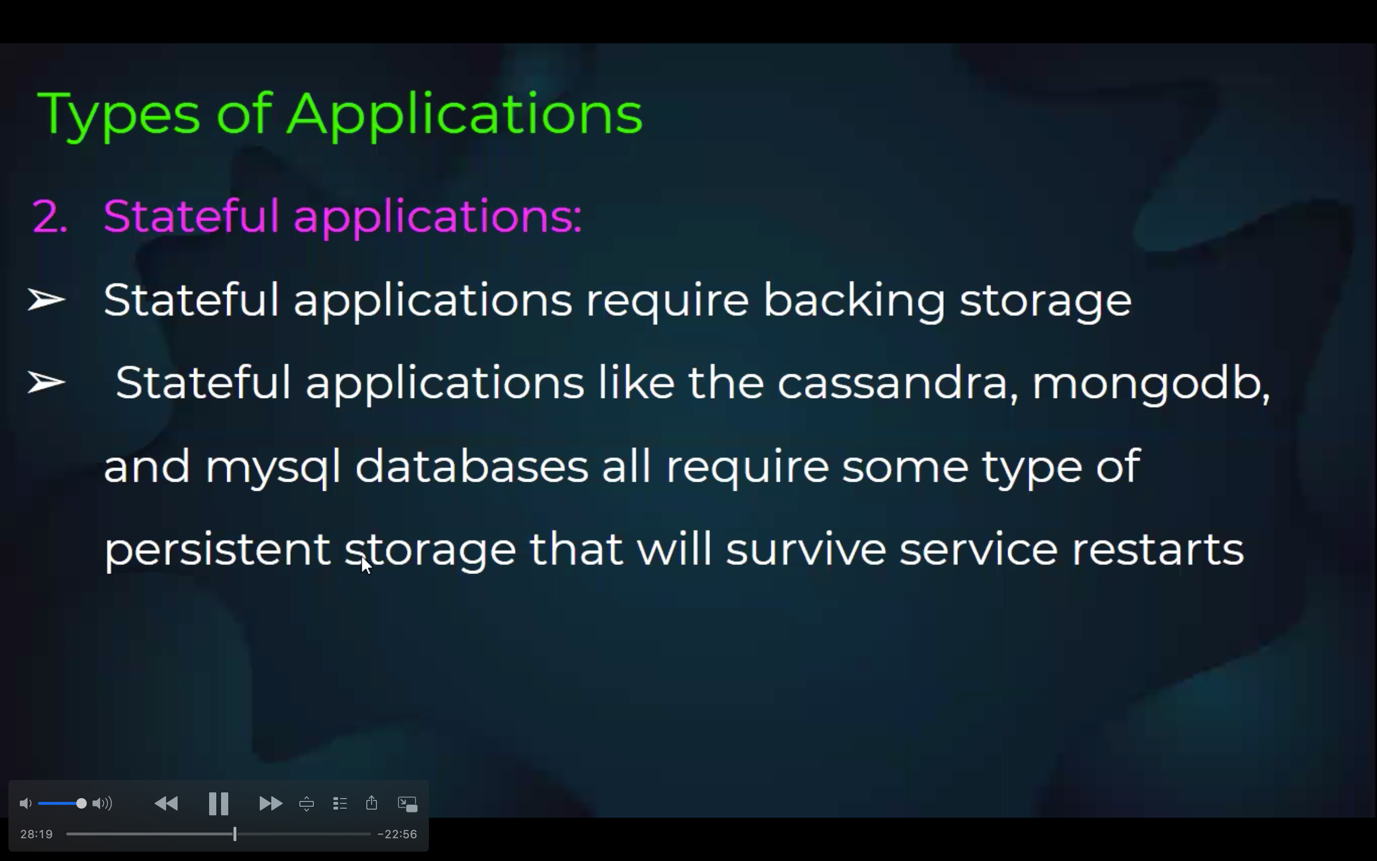 Types of Applications
2. Stateful applications:
➢ Stateful applications require backing storage
➢ Stateful applications like the cassandra, mongodb,
and mysql databases all require some type of
persistent storage that will survive service restarts
28:19
-22:56